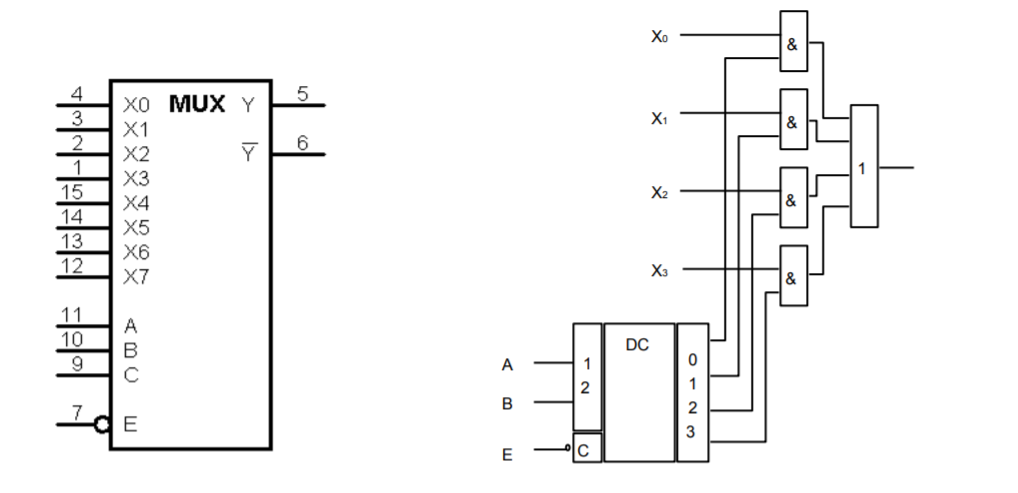 4 X0 MUX Y 5
3 X1
2 X2 Y̅ 6
1 X3
15 X4
14 X5
13 X6
12 X7
11 A
10 B
9 C
7 E
X₀ &
X₁ &
1
X₂ &
X₃ &
DC
A 1 0
2 1
B 2
3
E C